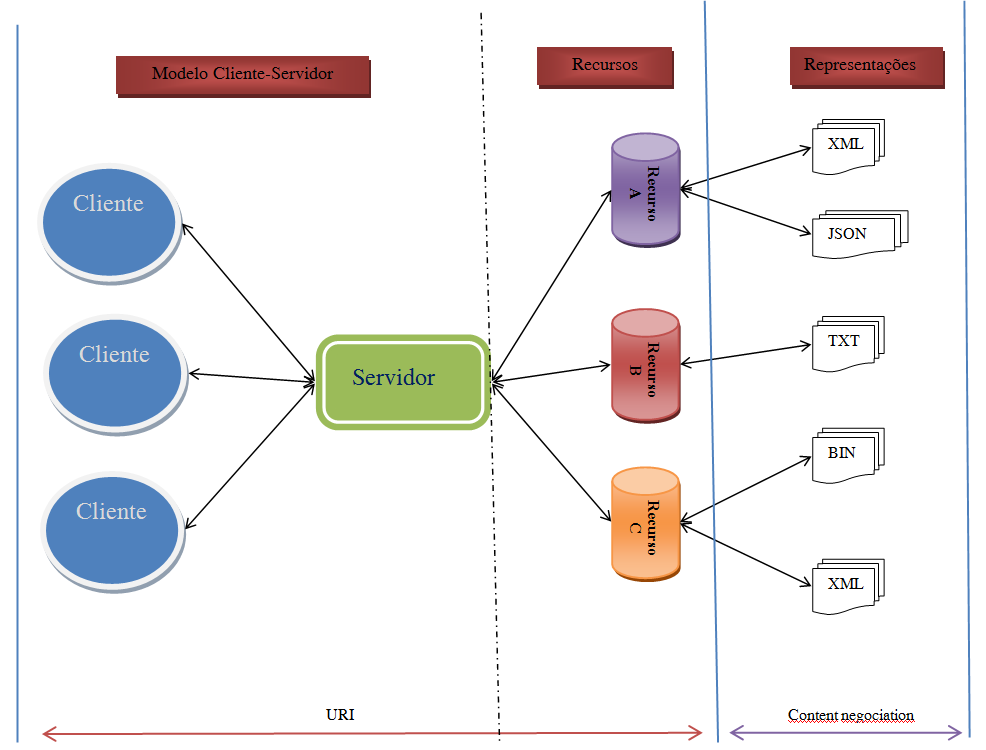 Modelo Cliente-Servidor
Recursos
Representações
Cliente
Cliente
Cliente
Servidor
Recurso
A
Recurso
B
Recurso
C
XML
JSON
TXT
BIN
XML
URI
Content negociation